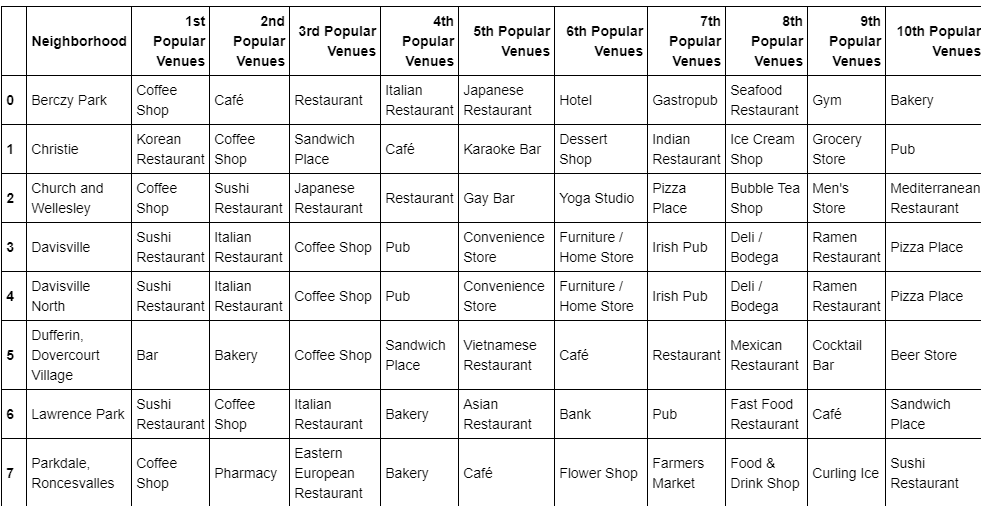 Neighborhood 1st Popular Venues 2nd Popular Venues 3rd Popular Venues 4th Popular Venues 5th Popular Venues 6th Popular Venues 7th Popular Venues 8th Popular Venues 9th Popular Venues 10th Popular Venues
0 Berczy Park Coffee Shop Café Restaurant Italian Restaurant Japanese Restaurant Hotel Gastropub Seafood Restaurant Gym Bakery
1 Christie Korean Restaurant Coffee Shop Sandwich Place Café Karaoke Bar Dessert Shop Indian Restaurant Ice Cream Shop Grocery Store Pub
2 Church and Wellesley Coffee Shop Sushi Restaurant Japanese Restaurant Restaurant Gay Bar Yoga Studio Pizza Place Bubble Tea Shop Men's Store Mediterranean Restaurant
3 Davisville Sushi Restaurant Italian Restaurant Coffee Shop Pub Convenience Store Furniture / Home Store Irish Pub Deli / Bodega Ramen Restaurant Pizza Place
4 Davisville North Sushi Restaurant Italian Restaurant Coffee Shop Pub Convenience Store Furniture / Home Store Irish Pub Deli / Bodega Ramen Restaurant Pizza Place
5 Dufferin, Dovercourt Village Bar Bakery Coffee Shop Sandwich Place Vietnamese Restaurant Café Restaurant Mexican Restaurant Cocktail Bar Beer Store
6 Lawrence Park Sushi Restaurant Coffee Shop Italian Restaurant Bakery Asian Restaurant Bank Pub Fast Food Restaurant Café Sandwich Place
7 Parkdale, Roncesvalles Coffee Shop Pharmacy Eastern European Restaurant Bakery Café Flower Shop Farmers Market Food & Drink Shop Curling Ice Sushi Restaurant